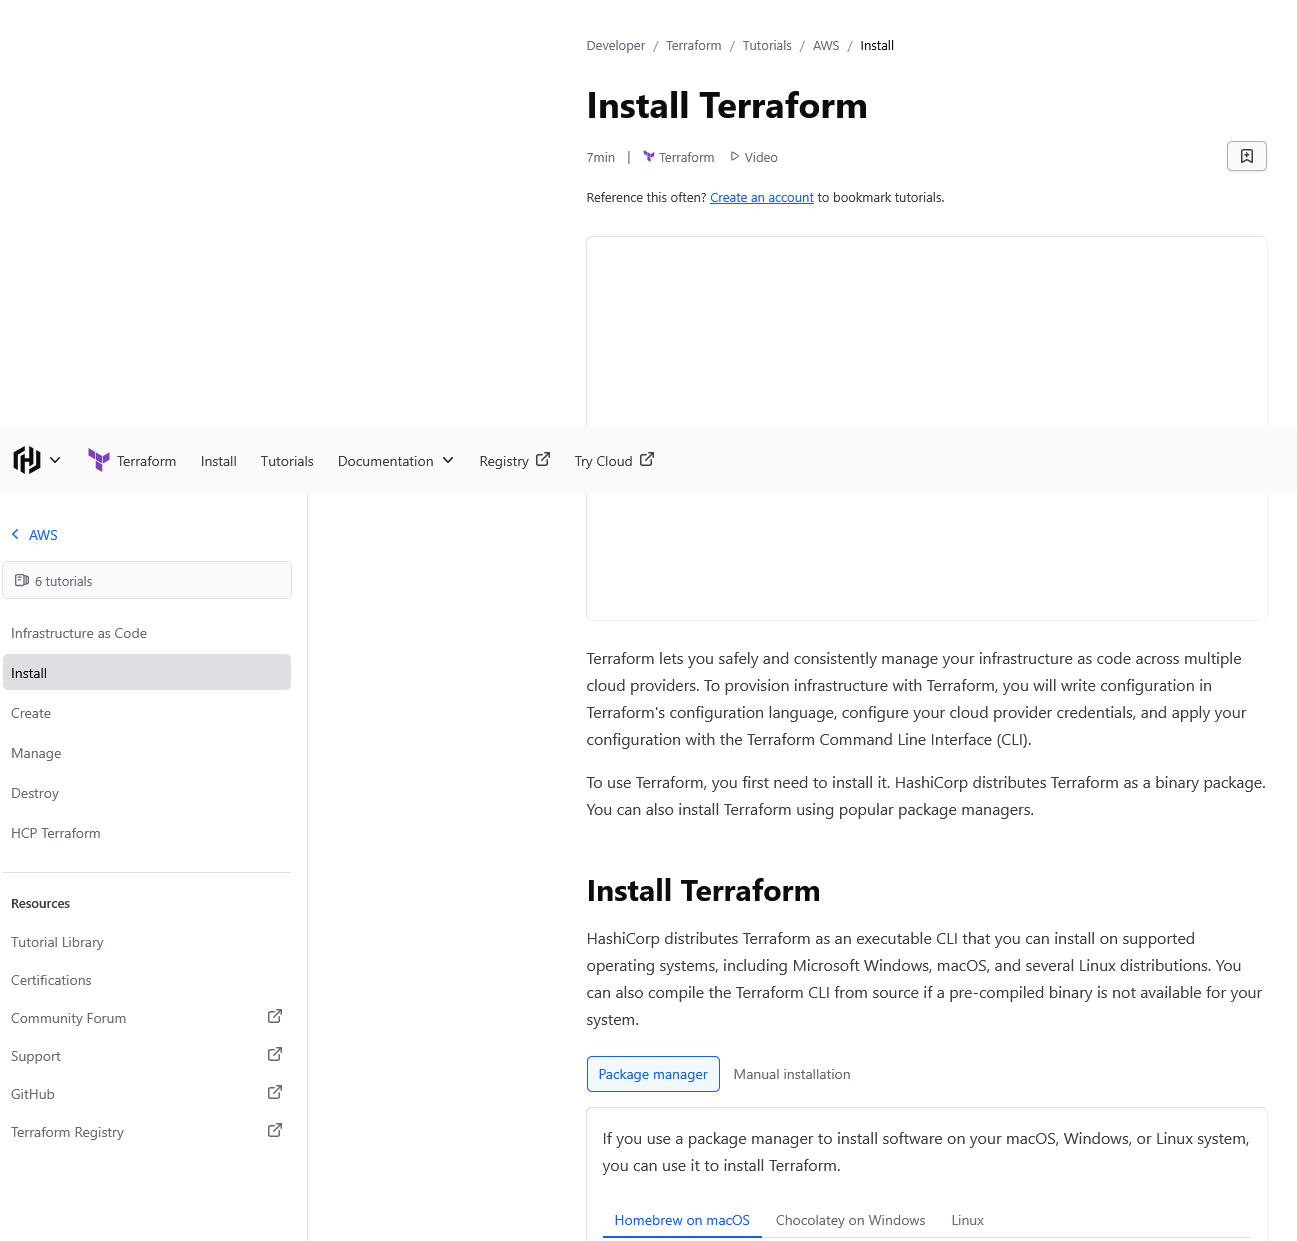 Developer / Terraform / Tutorials / AWS / Install
Install Terraform
7min | Terraform Video
Reference this often? Create an account to bookmark tutorials.
Terraform Install Tutorials Documentation Registry Try Cloud
AWS
6 tutorials
Infrastructure as Code
Install
Create
Manage
Destroy
HCP Terraform
Resources
Tutorial Library
Certifications
Community Forum
Support
GitHub
Terraform Registry
Terraform lets you safely and consistently manage your infrastructure as code across multiple
cloud providers. To provision infrastructure with Terraform, you will write configuration in
Terraform's configuration language, configure your cloud provider credentials, and apply your
configuration with the Terraform Command Line Interface (CLI).
To use Terraform, you first need to install it. HashiCorp distributes Terraform as a binary package.
You can also install Terraform using popular package managers.
Install Terraform
HashiCorp distributes Terraform as an executable CLI that you can install on supported
operating systems, including Microsoft Windows, macOS, and several Linux distributions. You
can also compile the Terraform CLI from source if a pre-compiled binary is not available for your
system.
Package manager Manual installation
If you use a package manager to install software on your macOS, Windows, or Linux system,
you can use it to install Terraform.
Homebrew on macOS Chocolatey on Windows Linux